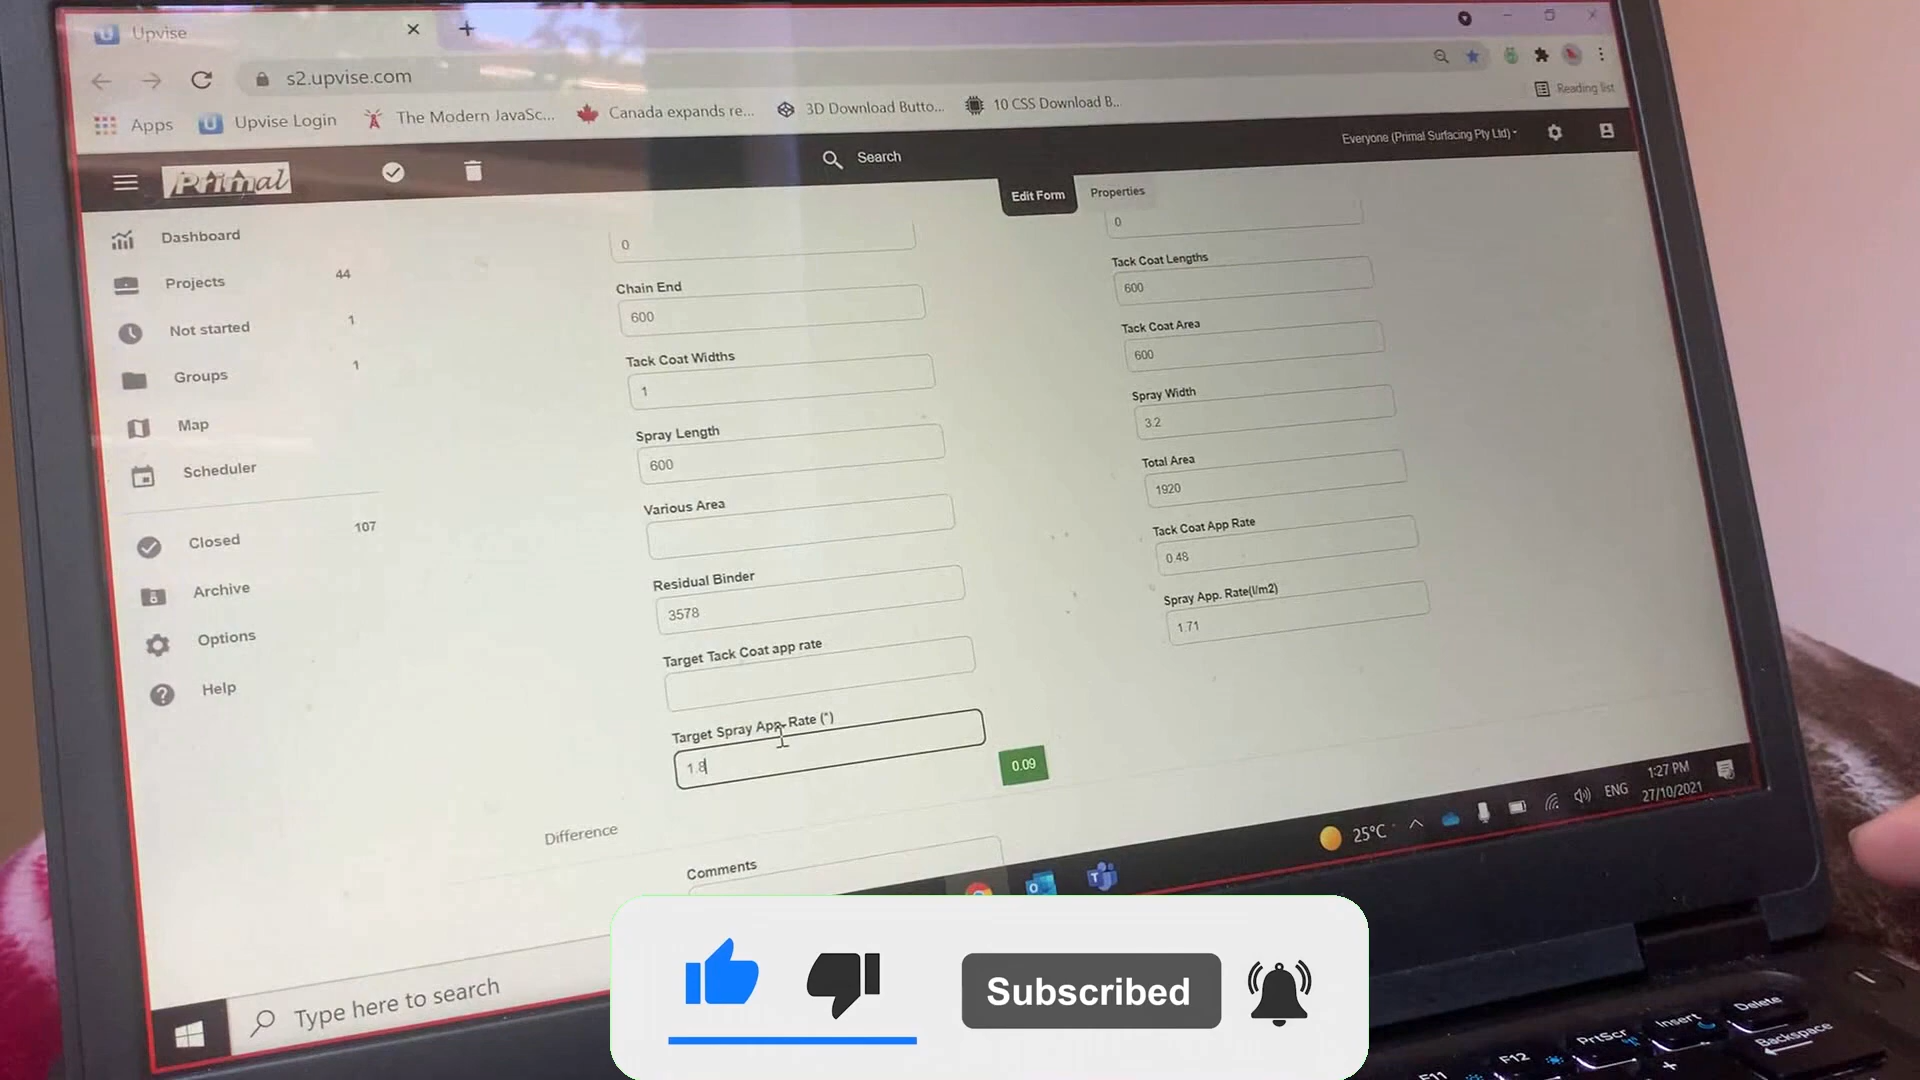 Upvise
s2.upvise.com
Reading list
Apps
Upvise Login
The Modern JavaSc...
Canada expands re...
3D Download Butto...
10 CSS Download B...
Primal
Search
Everyone (Primal Surfacing Pty Ltd)
Edit Form
Properties
Dashboard
Projects 44
Not started 1
Groups 1
Map
Scheduler
Closed 107
Archive
Options
Help
0
Chain End
600
Tack Coat Widths
1
Spray Length
600
Various Area
Residual Binder
3578
Target Tack Coat app rate
Target Spray App. Rate (*)
1.8
0.09
Difference
Comments
0
Tack Coat Lengths
600
Tack Coat Area
600
Spray Width
3.2
Total Area
1920
Tack Coat App Rate
0.48
Spray App. Rate(l/m2)
1.71
Type here to search
25°C
ENG
1:27 PM
27/10/2021
Subscribed
F11
F12
PrtScr
Insert
Delete
Backspace